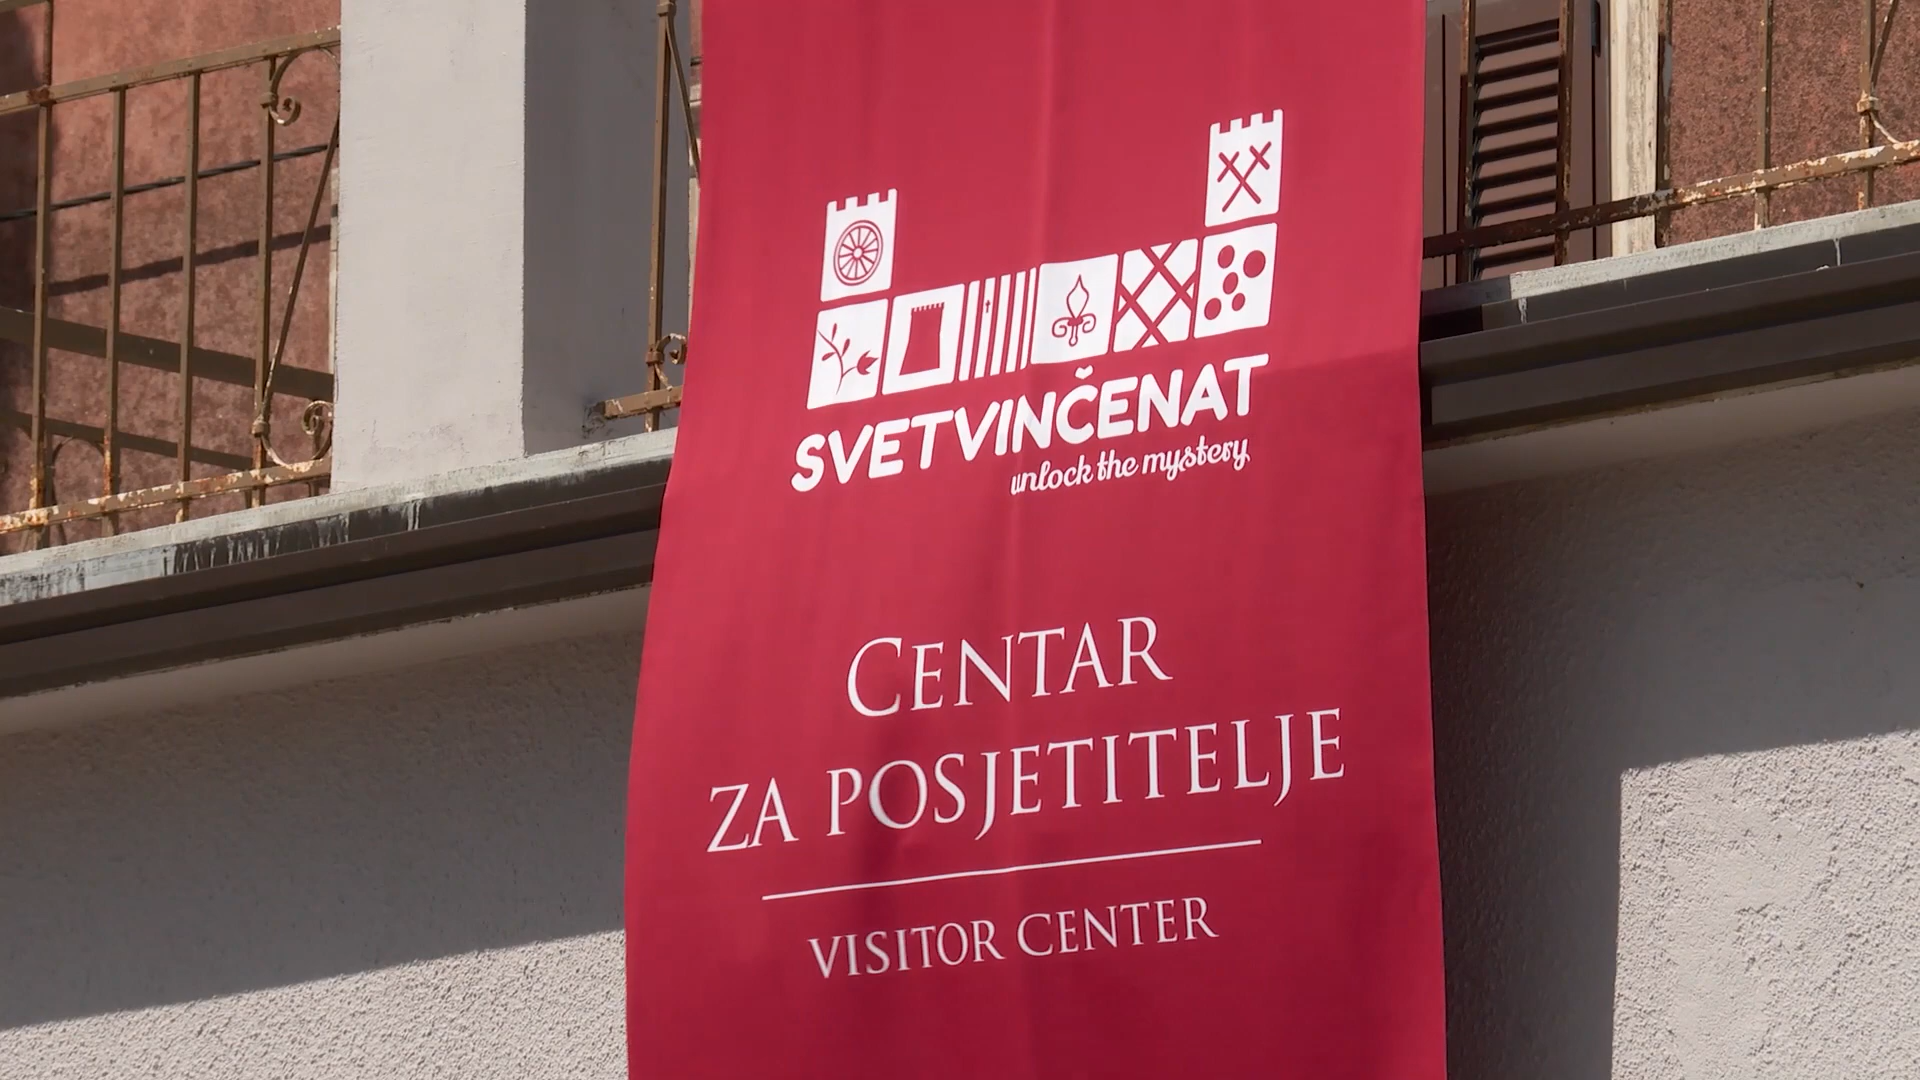 SVETVINČENAT
unlock the mystery
CENTAR
ZA POSJETITELJE
VISITOR CENTER